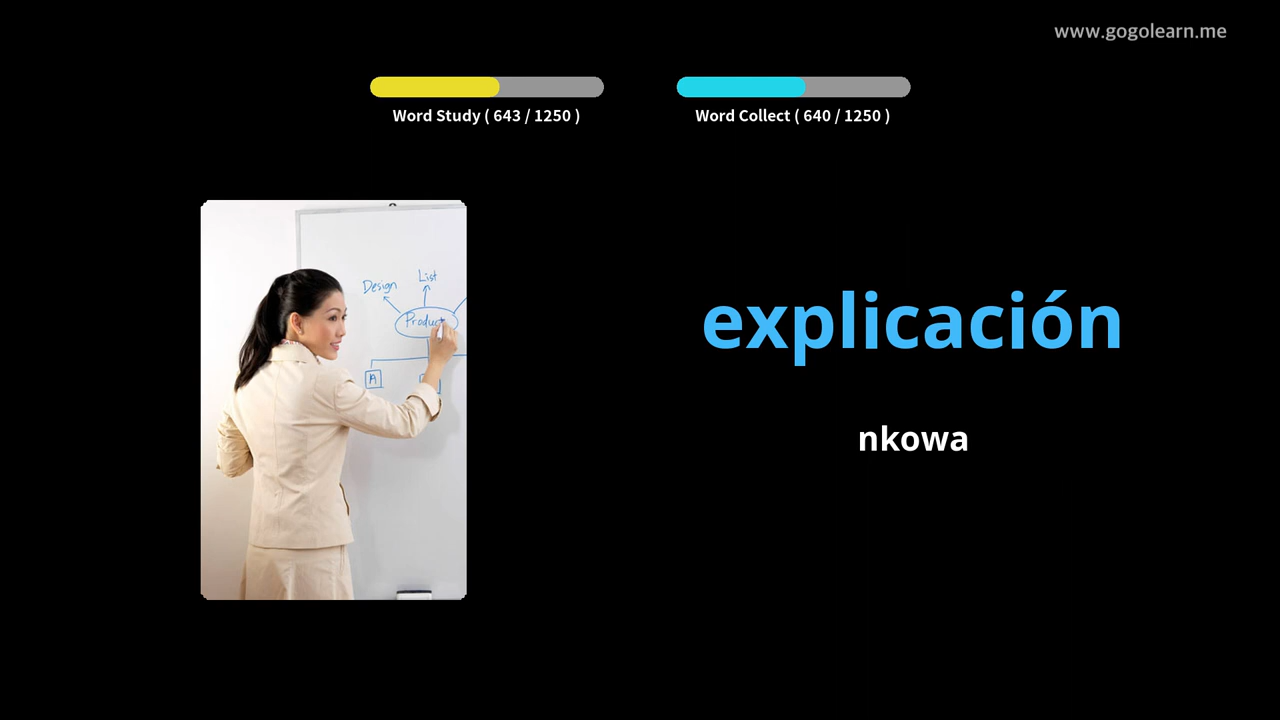 www.gogolearn.me
Word Study ( 643 / 1250 )
Word Collect ( 640 / 1250 )
List
Design
Product
A
explicación
nkowa